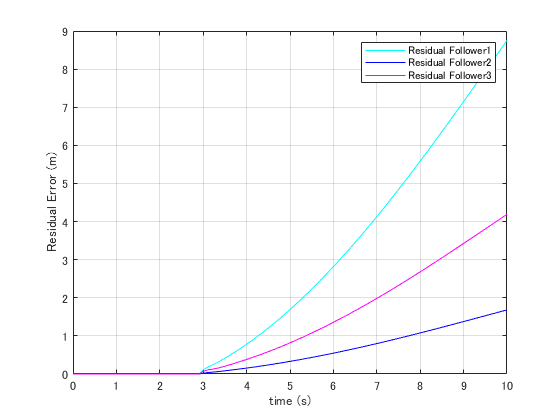 Residual Follower1
Residual Follower2
Residual Follower3
9
8
7
6
5
4
3
2
1
0
Residual Error (m)
0 1 2 3 4 5 6 7 8 9 10
time (s)